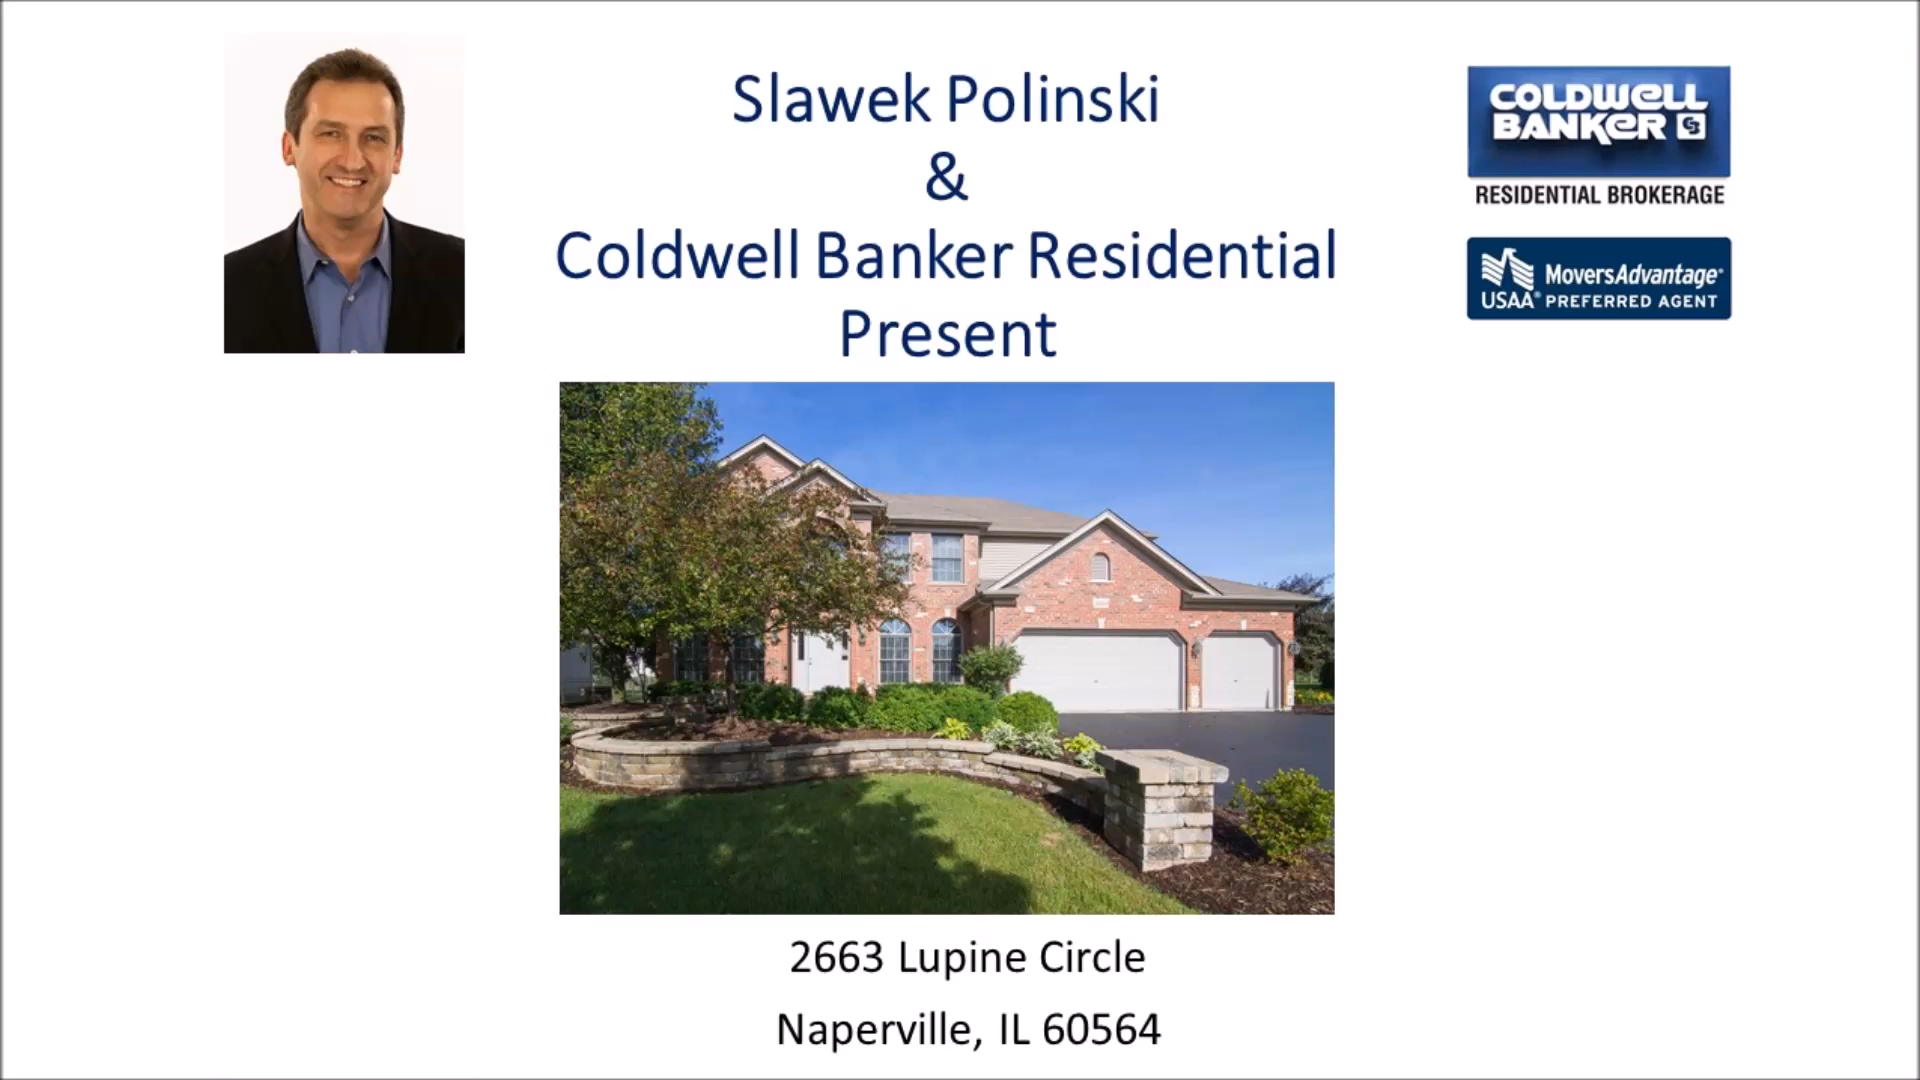 Slawek Polinski
&
Coldwell Banker Residential
Present
COLDWELL
BANKER CB
RESIDENTIAL BROKERAGE
MoversAdvantage®
USAA® PREFERRED AGENT
2663 Lupine Circle
Naperville, IL 60564